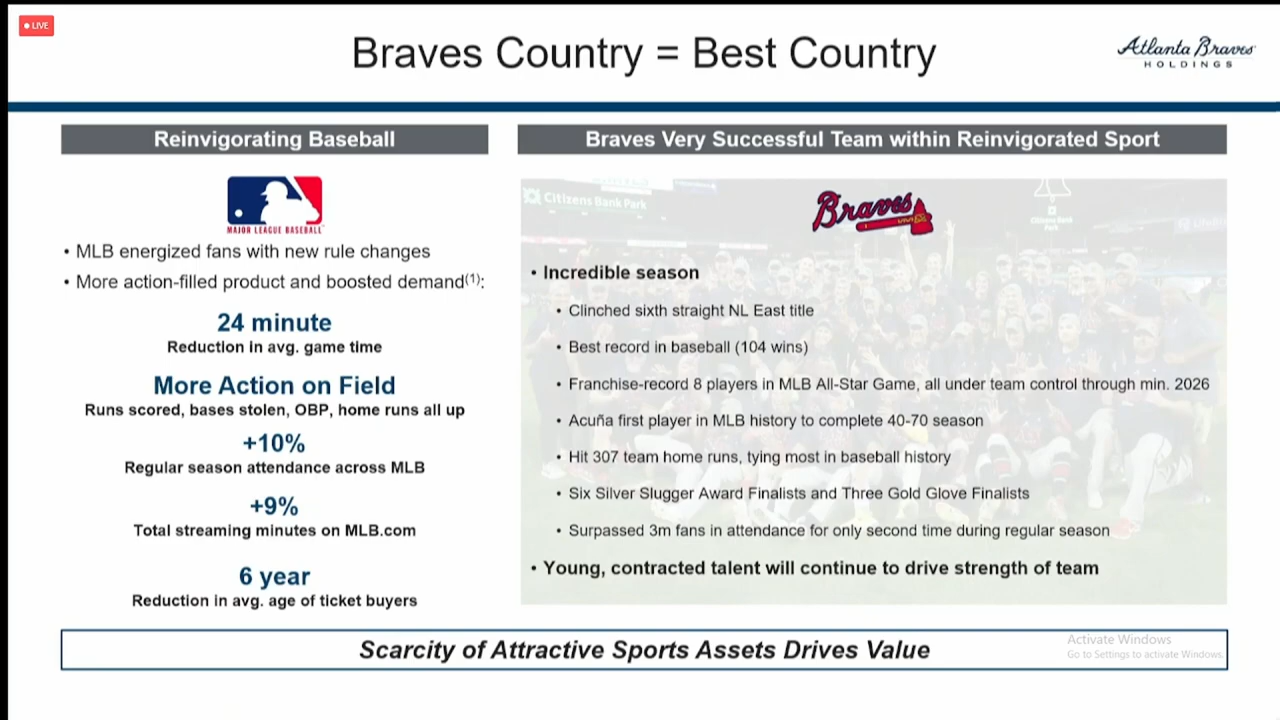 LIVE
Braves Country = Best Country
Atlanta Braves
HOLDINGS
Reinvigorating Baseball
MAJOR LEAGUE BASEBALL
• MLB energized fans with new rule changes
• More action-filled product and boosted demand(1):
24 minute
Reduction in avg. game time
More Action on Field
Runs scored, bases stolen, OBP, home runs all up
+10%
Regular season attendance across MLB
+9%
Total streaming minutes on MLB.com
6 year
Reduction in avg. age of ticket buyers
Braves Very Successful Team within Reinvigorated Sport
Citizens Bank Park
Braves
Citizens Bank
Park
• Incredible season
• Clinched sixth straight NL East title
• Best record in baseball (104 wins)
• Franchise-record 8 players in MLB All-Star Game, all under team control through min. 2026
• Acuña first player in MLB history to complete 40-70 season
• Hit 307 team home runs, tying most in baseball history
• Six Silver Slugger Award Finalists and Three Gold Glove Finalists
• Surpassed 3m fans in attendance for only second time during regular season
• Young, contracted talent will continue to drive strength of team
Scarcity of Attractive Sports Assets Drives Value
Activate Windows
Go to Settings to activate Windows.